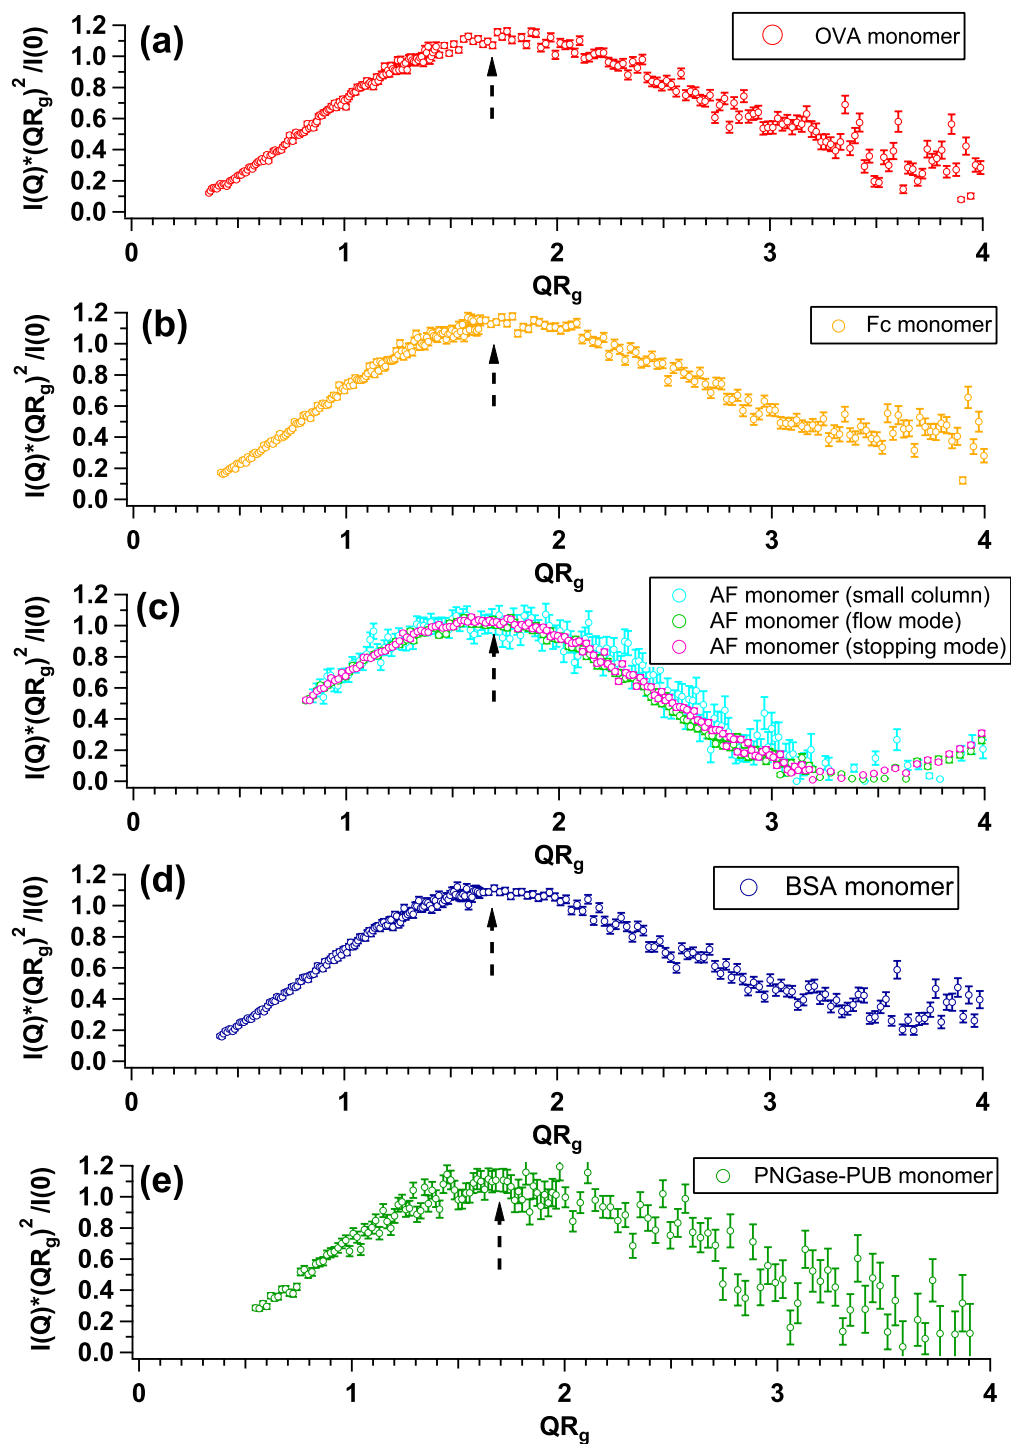 (a)
OVA monomer
I(Q)*(QRg)² /I(0)
1.2
1.0
0.8
0.6
0.4
0.2
0.0
0 1 2 3 4
QRg
(b)
Fc monomer
I(Q)*(QRg)² /I(0)
1.2
1.0
0.8
0.6
0.4
0.2
0.0
0 1 2 3 4
QRg
(c)
AF monomer (small column)
AF monomer (flow mode)
AF monomer (stopping mode)
I(Q)*(QRg)² /I(0)
1.2
1.0
0.8
0.6
0.4
0.2
0.0
0 1 2 3 4
QRg
(d)
BSA monomer
I(Q)*(QRg)² /I(0)
1.2
1.0
0.8
0.6
0.4
0.2
0.0
0 1 2 3 4
QRg
(e)
PNGase-PUB monomer
I(Q)*(QRg)² /I(0)
1.2
1.0
0.8
0.6
0.4
0.2
0.0
0 1 2 3 4
QRg